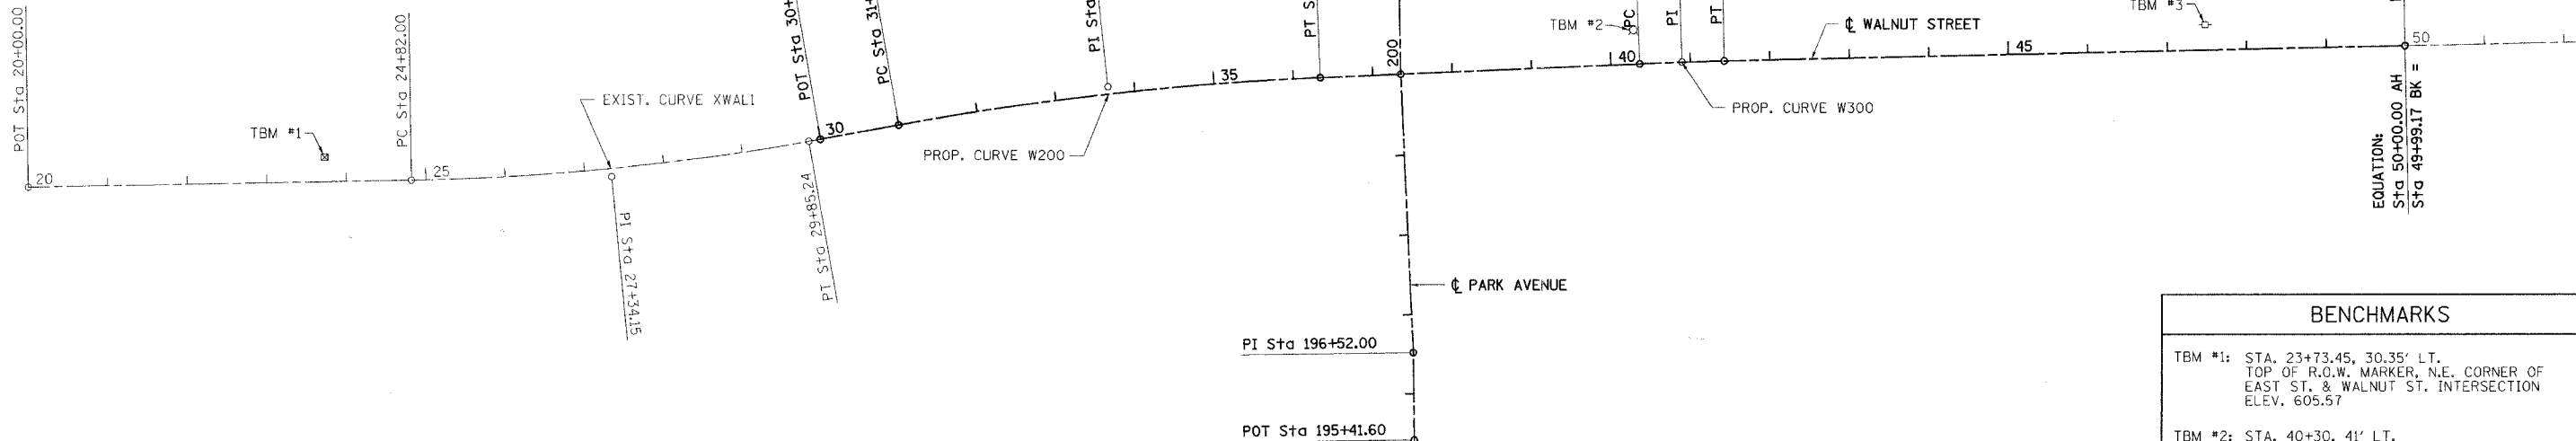 POT Sta 20+00.00
PC Sta 24+82.00
POT Sta 30+
PC Sta 31+
PI Sta
PT S
200
PC
PI
PT
TBM #2
℄ WALNUT STREET
TBM #3
50
45
40
35
30
25
20
TBM #1
EXIST. CURVE XWAL1
PROP. CURVE W200
PROP. CURVE W300
PI Sta 27+34.15
PT Sta 29+85.24
EQUATION:
Sta 50+00.00 AH
Sta 49+99.17 BK =
℄ PARK AVENUE
PI Sta 196+52.00
POT Sta 195+41.60
BENCHMARKS
TBM #1: STA. 23+73.45, 30.35' LT.
TOP OF R.O.W. MARKER, N.E. CORNER OF
EAST ST. & WALNUT ST. INTERSECTION
ELEV. 605.57
TBM #2: STA. 40+30, 41' LT.